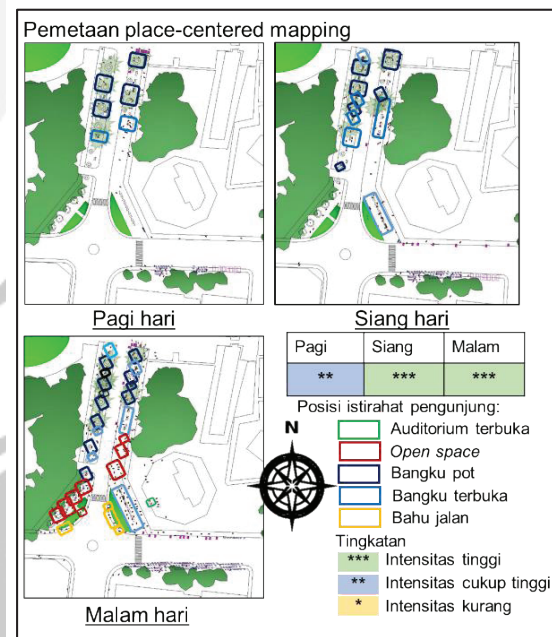 Pemetaan place-centered mapping
Pagi hari
Siang hari
Malam hari
Pagi Siang Malam
** *** ***
Posisi istirahat pengunjung:
N
Auditorium terbuka
Open space
Bangku pot
Bangku terbuka
Bahu jalan
Tingkatan
*** Intensitas tinggi
** Intensitas cukup tinggi
* Intensitas kurang